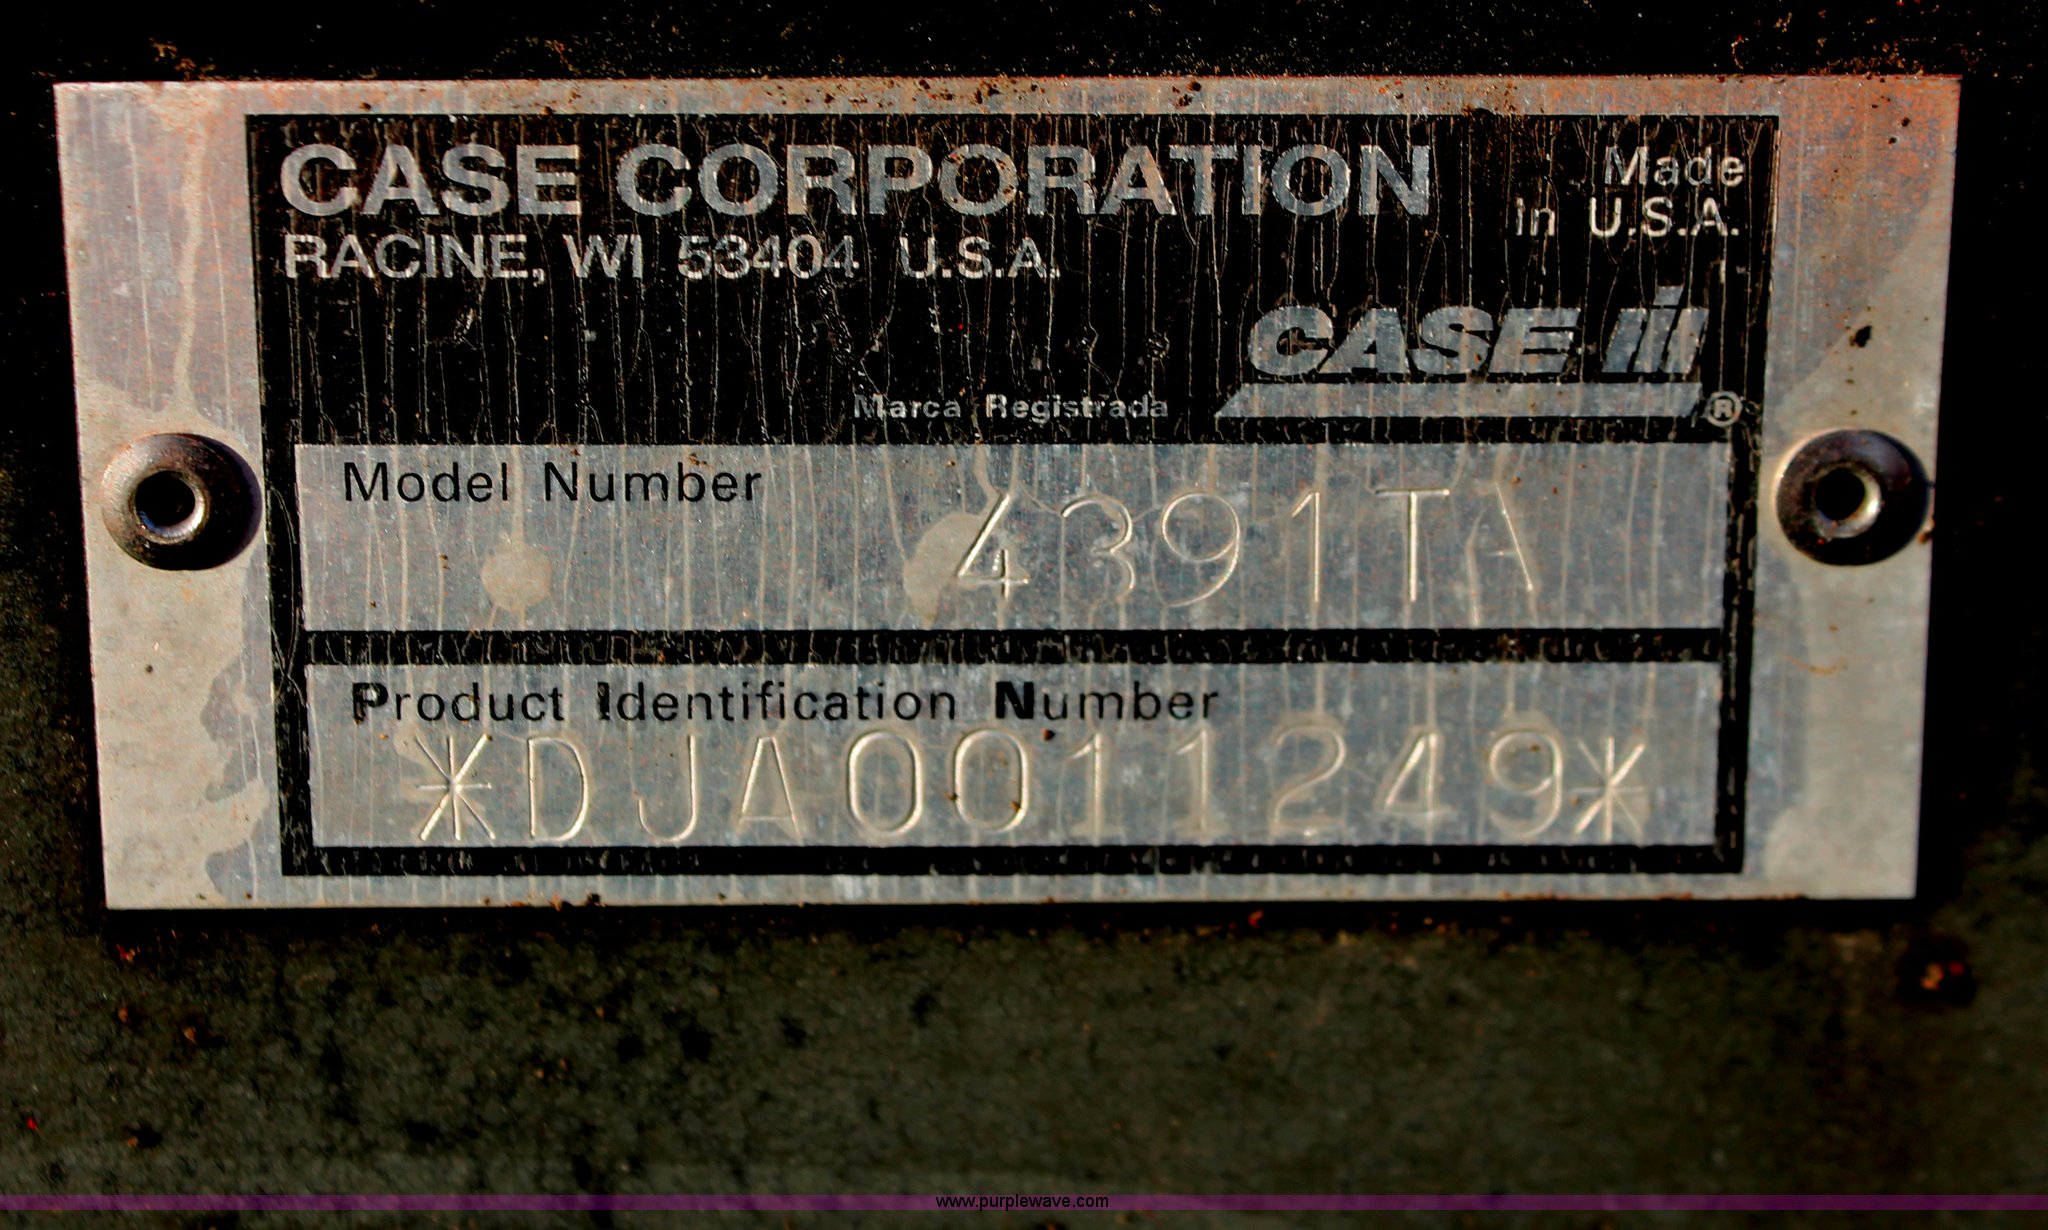 CASE CORPORATION
Made
in U.S.A.
RACINE, WI 53404 U.S.A.
CASE IH
Marca Registrada ®
Model Number
4391TA
Product Identification Number
*DJA0011249*
www.purplewave.com